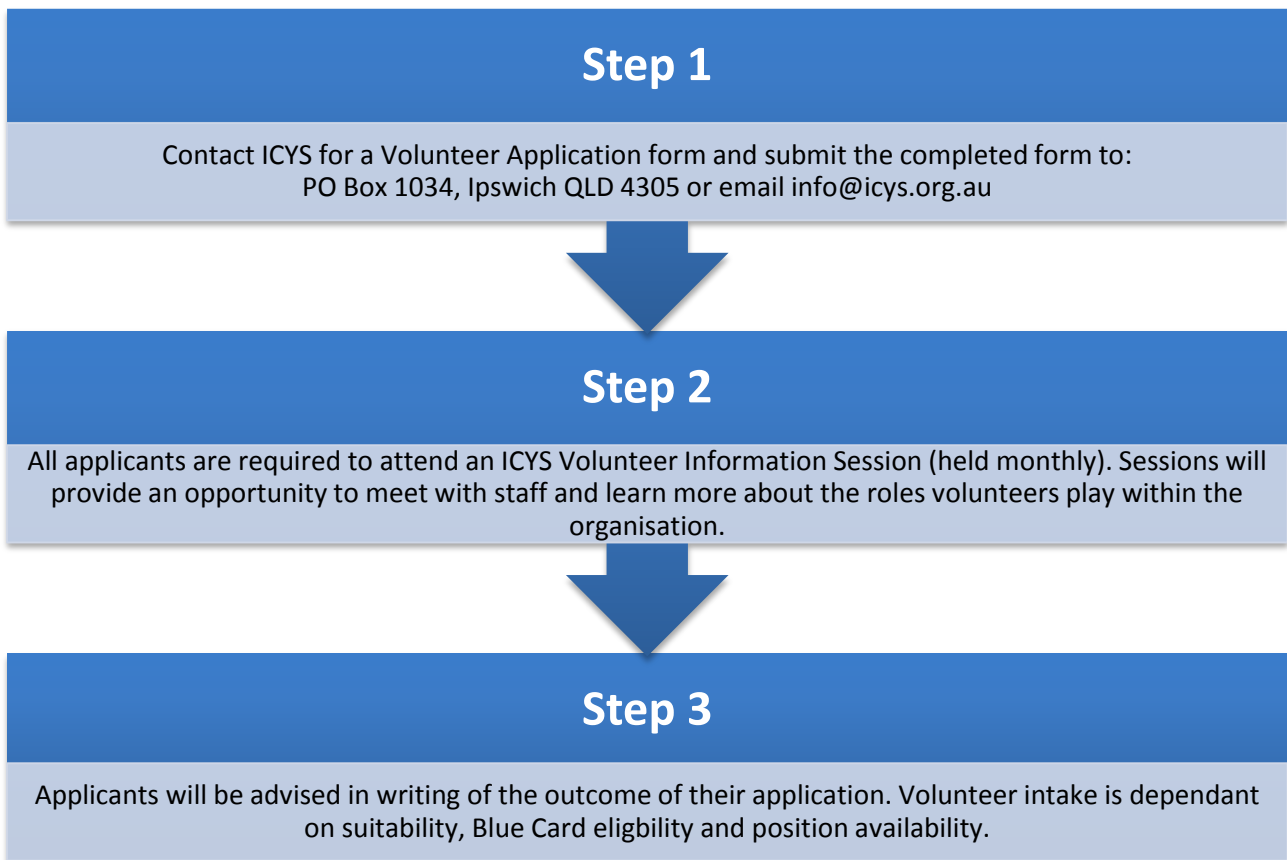 Step 1
Contact ICYS for a Volunteer Application form and submit the completed form to:
PO Box 1034, Ipswich QLD 4305 or email info@icys.org.au
Step 2
All applicants are required to attend an ICYS Volunteer Information Session (held monthly). Sessions will
provide an opportunity to meet with staff and learn more about the roles volunteers play within the
organisation.
Step 3
Applicants will be advised in writing of the outcome of their application. Volunteer intake is dependant
on suitability, Blue Card eligbility and position availability.